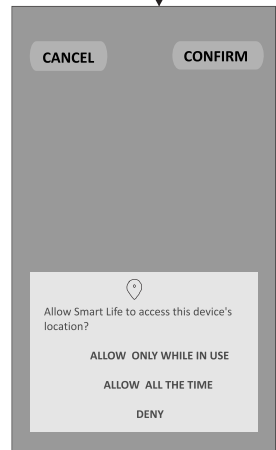 CANCEL
CONFIRM
Allow Smart Life to access this device's
location?
ALLOW ONLY WHILE IN USE
ALLOW ALL THE TIME
DENY